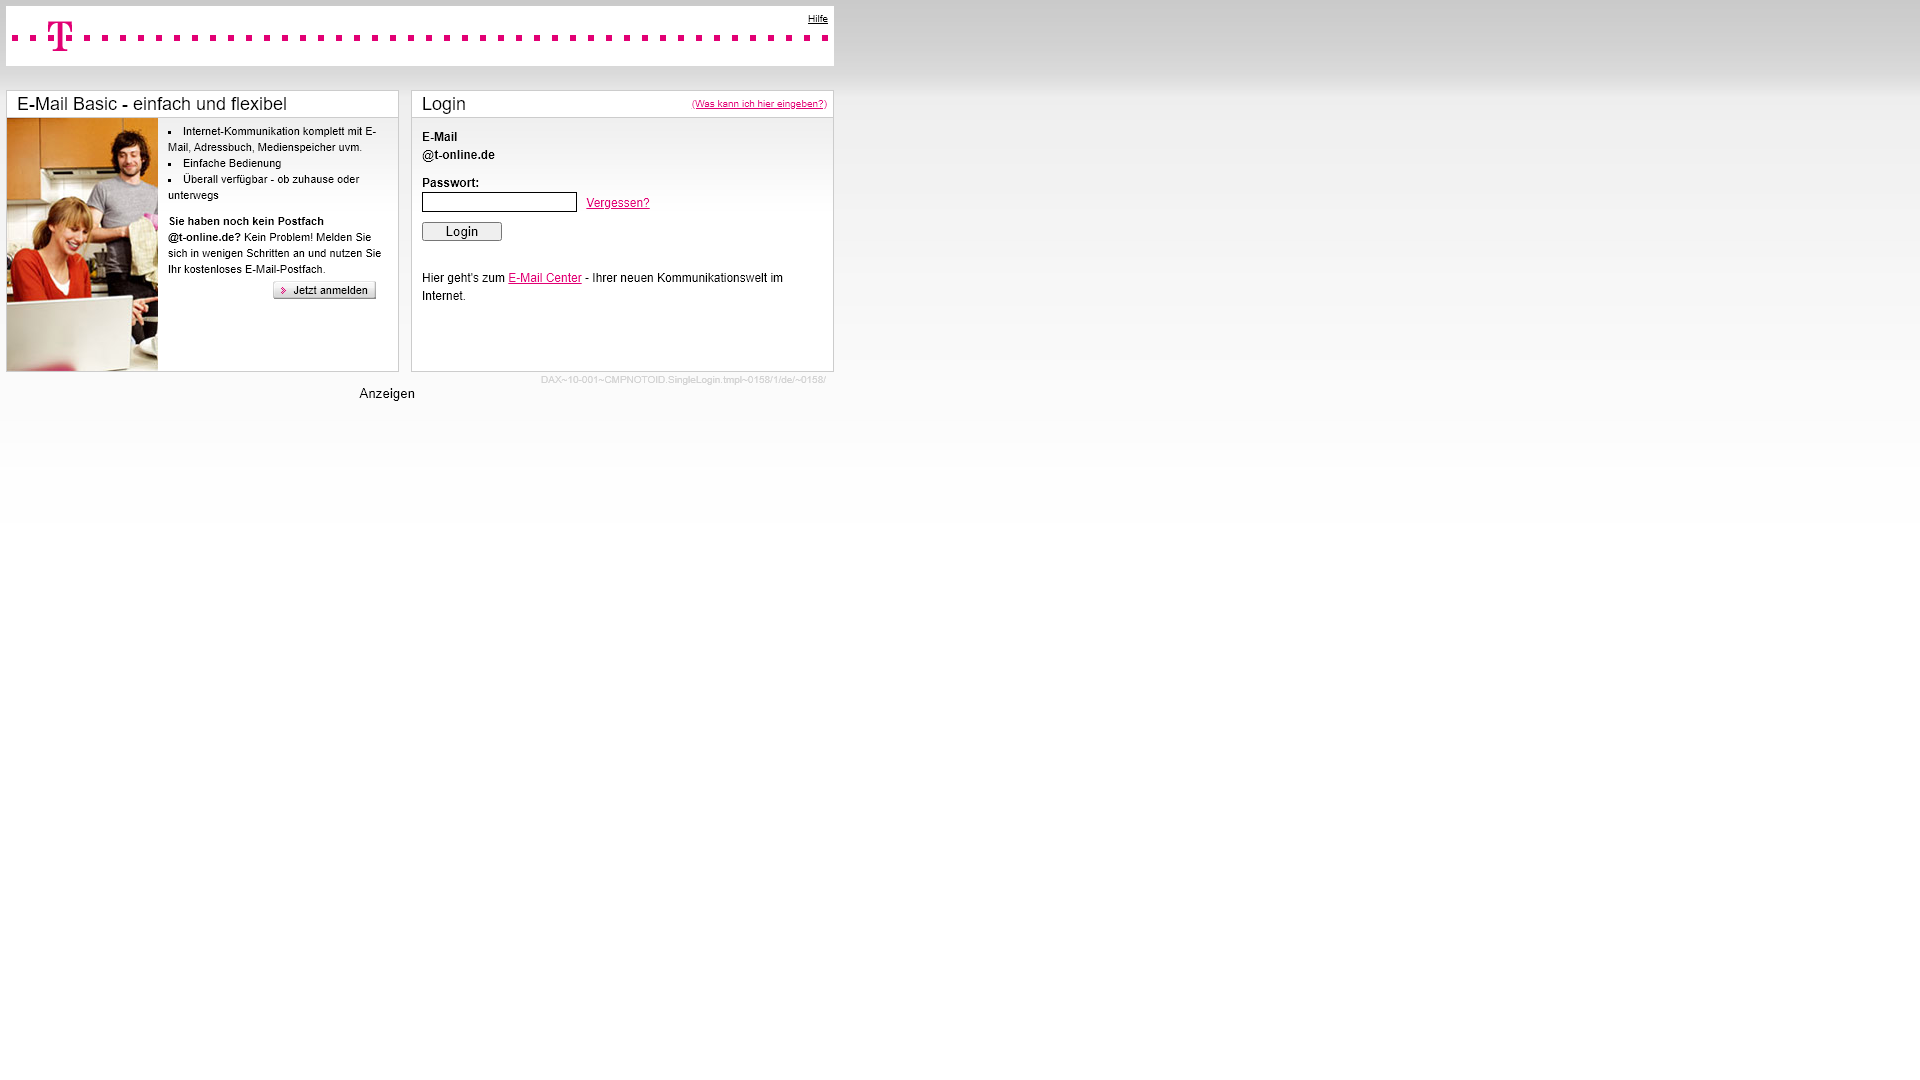 Hilfe
T
E-Mail Basic - einfach und flexibel
Internet-Kommunikation komplett mit E-
Mail, Adressbuch, Medienspeicher uvm.
Einfache Bedienung
Überall verfügbar - ob zuhause oder
unterwegs
Sie haben noch kein Postfach
@t-online.de? Kein Problem! Melden Sie
sich in wenigen Schritten an und nutzen Sie
Ihr kostenloses E-Mail-Postfach.
Jetzt anmelden
Login
(Was kann ich hier eingeben?)
E-Mail
@t-online.de
Passwort:
Vergessen?
Login
Hier geht's zum E-Mail Center - Ihrer neuen Kommunikationswelt im
Internet.
DAX~10-001~CMPNOTOID.SingleLogin.tmpl~0158/1/de/~0158/
Anzeigen